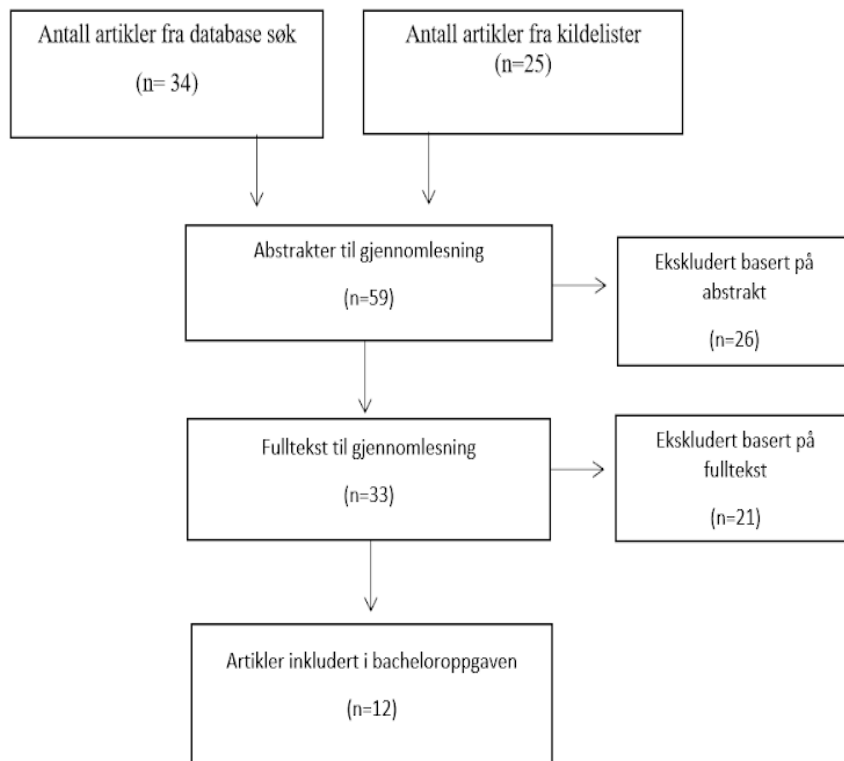 Antall artikler fra database søk
(n= 34)
Antall artikler fra kildelister
(n=25)
Abstrakter til gjennomlesning
(n=59)
Ekskludert basert på
abstrakt
(n=26)
Fulltekst til gjennomlesning
(n=33)
Ekskludert basert på
fulltekst
(n=21)
Artikler inkludert i bacheloroppgaven
(n=12)